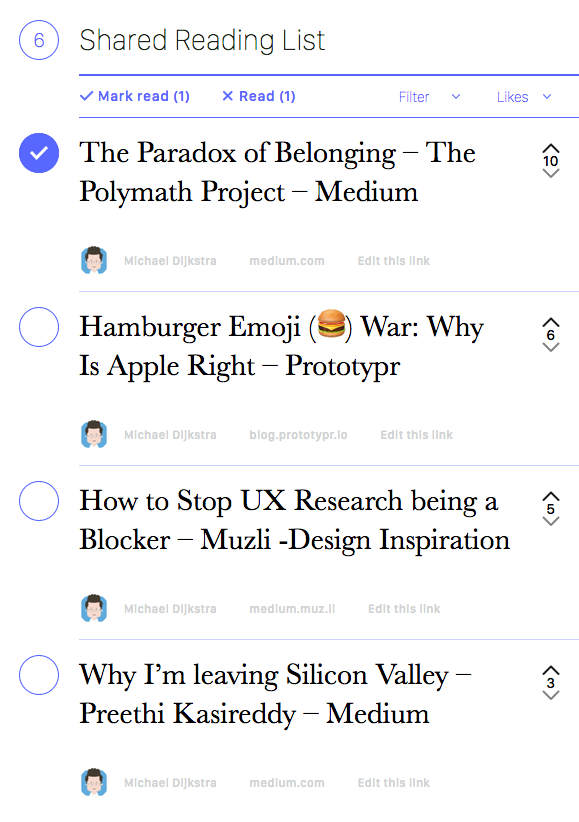 6 Shared Reading List
Mark read (1) Read (1) Filter Likes
The Paradox of Belonging – The
Polymath Project – Medium
10
Michael Dijkstra medium.com Edit this link
Hamburger Emoji (🍔) War: Why
Is Apple Right – Prototypr
6
Michael Dijkstra blog.prototypr.io Edit this link
How to Stop UX Research being a
Blocker – Muzli -Design Inspiration
5
Michael Dijkstra medium.muz.li Edit this link
Why I’m leaving Silicon Valley –
Preethi Kasireddy – Medium
3
Michael Dijkstra medium.com Edit this link